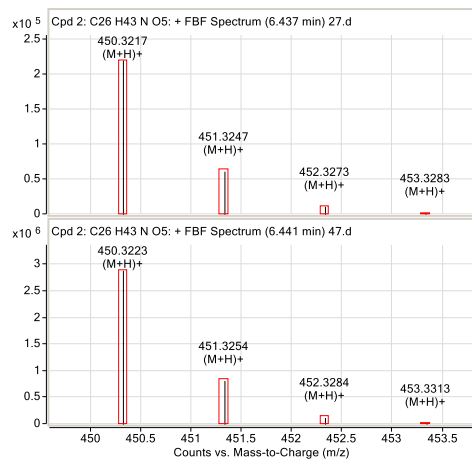 x10 5 Cpd 2: C26 H43 N O5: + FBF Spectrum (6.437 min) 27.d
2.5
2
1.5
1
0.5
0
450.3217
(M+H)+
451.3247
(M+H)+
452.3273
(M+H)+
453.3283
(M+H)+
x10 6 Cpd 2: C26 H43 N O5: + FBF Spectrum (6.441 min) 47.d
3
2.5
2
1.5
1
0.5
0
450.3223
(M+H)+
451.3254
(M+H)+
452.3284
(M+H)+
453.3313
(M+H)+
450 450.5 451 451.5 452 452.5 453 453.5
Counts vs. Mass-to-Charge (m/z)